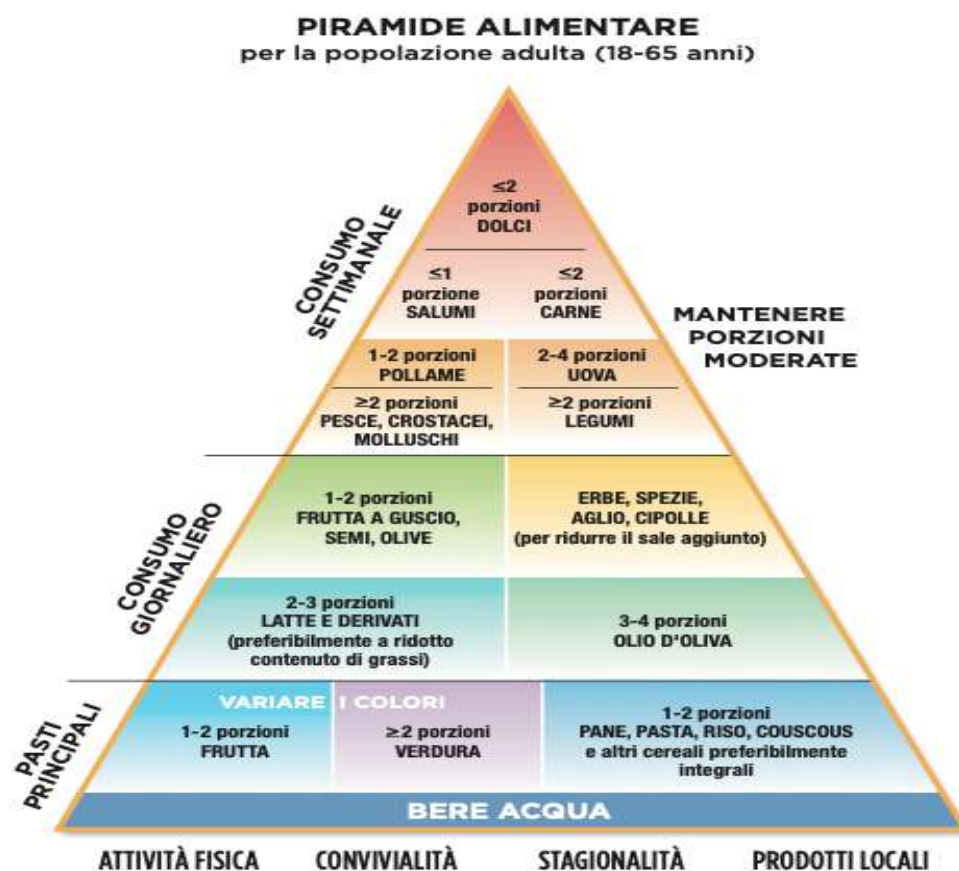 PIRAMIDE ALIMENTARE
per la popolazione adulta (18-65 anni)
CONSUMO
SETTIMANALE
≤2
porzioni
DOLCI
≤1
porzione
SALUMI
≤2
porzioni
CARNE
MANTENERE
PORZIONI
MODERATE
1-2 porzioni
POLLAME
2-4 porzioni
UOVA
≥2 porzioni
PESCE, CROSTACEI,
MOLLUSCHI
≥2 porzioni
LEGUMI
CONSUMO
GIORNALIERO
1-2 porzioni
FRUTTA A GUSCIO,
SEMI, OLIVE
ERBE, SPEZIE,
AGLIO, CIPOLLE
(per ridurre il sale aggiunto)
2-3 porzioni
LATTE E DERIVATI
(preferibilmente a ridotto
contenuto di grassi)
3-4 porzioni
OLIO D'OLIVA
PASTI
PRINCIPALI
VARIARE I COLORI
1-2 porzioni
FRUTTA
≥2 porzioni
VERDURA
1-2 porzioni
PANE, PASTA, RISO, COUSCOUS
e altri cereali preferibilmente
integrali
BERE ACQUA
ATTIVITÀ FISICA CONVIVIALITÀ STAGIONALITÀ PRODOTTI LOCALI